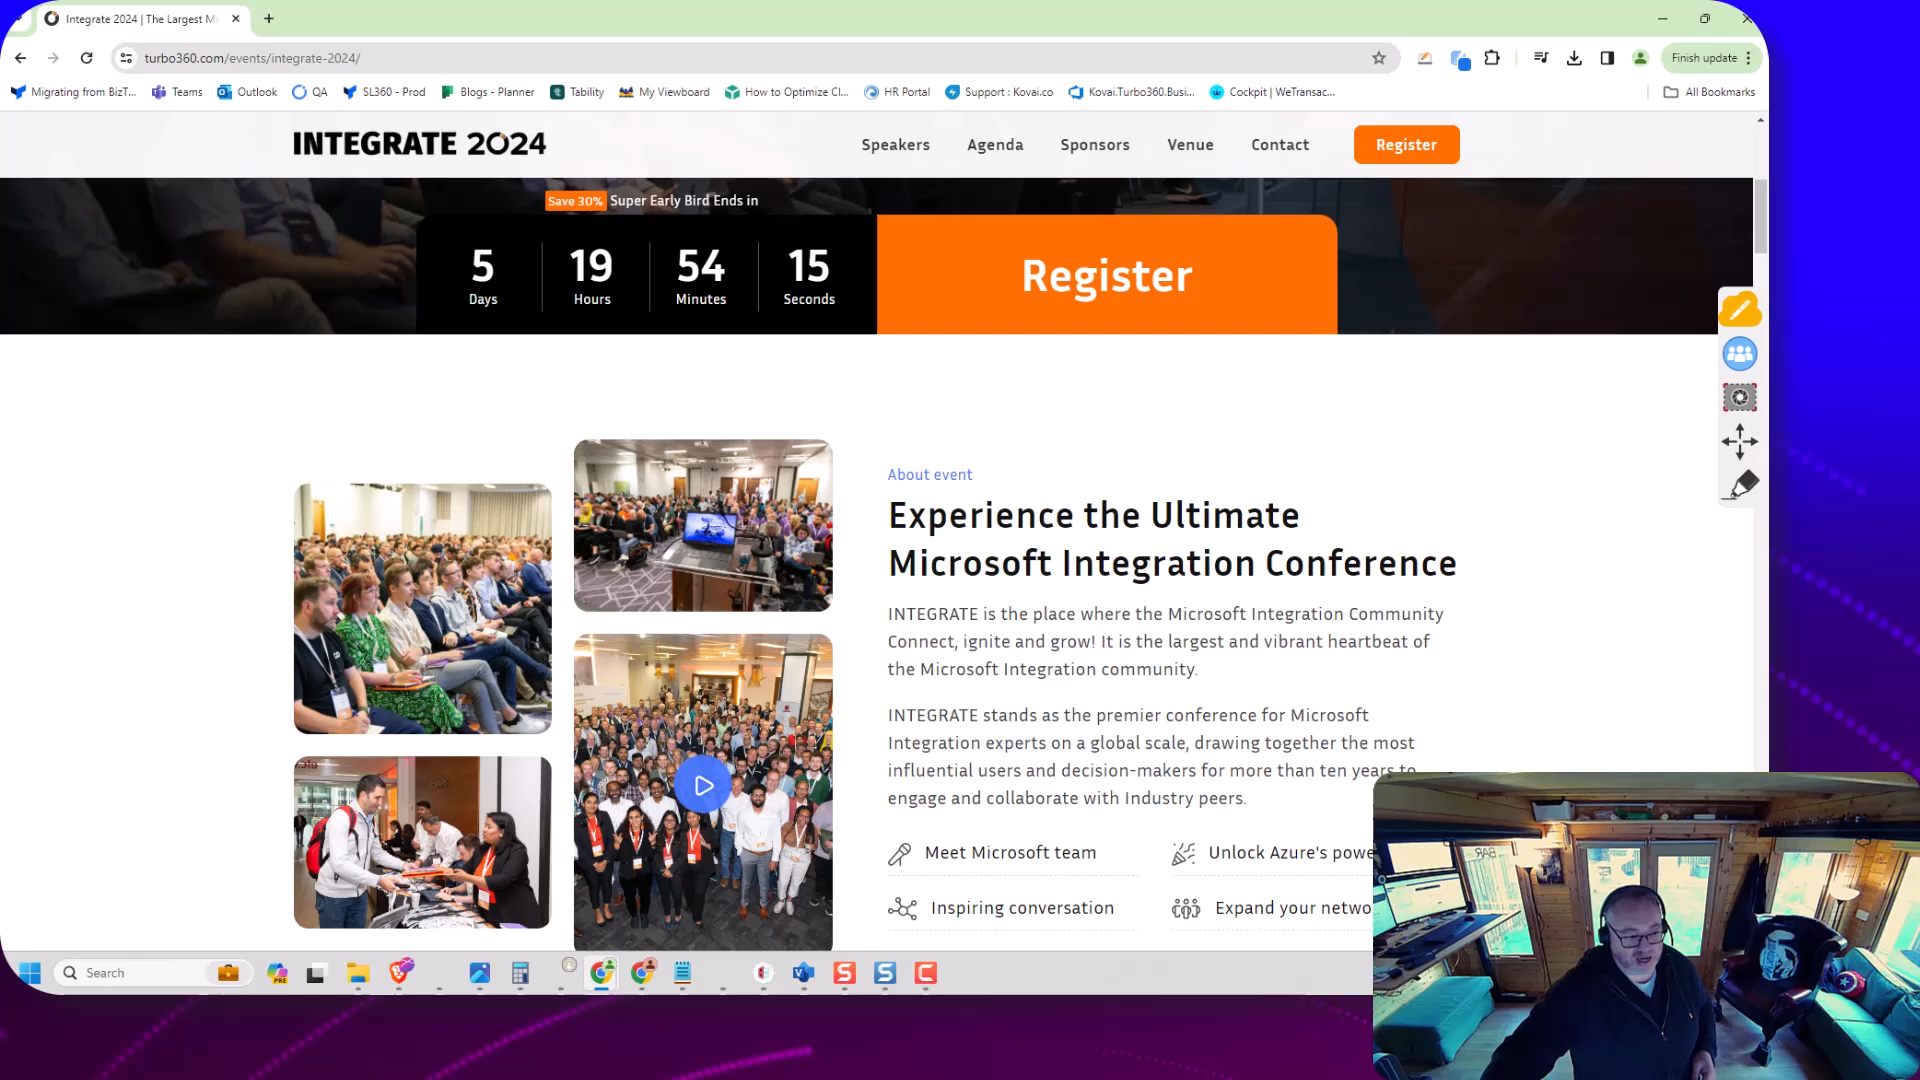 Integrate 2024 | The Largest Mi
turbo360.com/events/integrate-2024/
Finish update
Migrating from BizT...
Teams
Outlook
QA
SL360 - Prod
Blogs - Planner
Tability
My Viewboard
How to Optimize Cl...
HR Portal
Support : Kovai.co
Kovai.Turbo360.Busi...
Cockpit | WeTransac...
All Bookmarks
INTEGRATE 2024
Speakers
Agenda
Sponsors
Venue
Contact
Register
Save 30% Super Early Bird Ends in
5 19 54 15
Days Hours Minutes Seconds
Register
About event
Experience the Ultimate
Microsoft Integration Conference
INTEGRATE is the place where the Microsoft Integration Community
Connect, ignite and grow! It is the largest and vibrant heartbeat of
the Microsoft Integration community.
INTEGRATE stands as the premier conference for Microsoft
Integration experts on a global scale, drawing together the most
influential users and decision-makers for more than ten years to
engage and collaborate with Industry peers.
Meet Microsoft team
Unlock Azure's powe
Inspiring conversation
Expand your netwo
Search
PRE